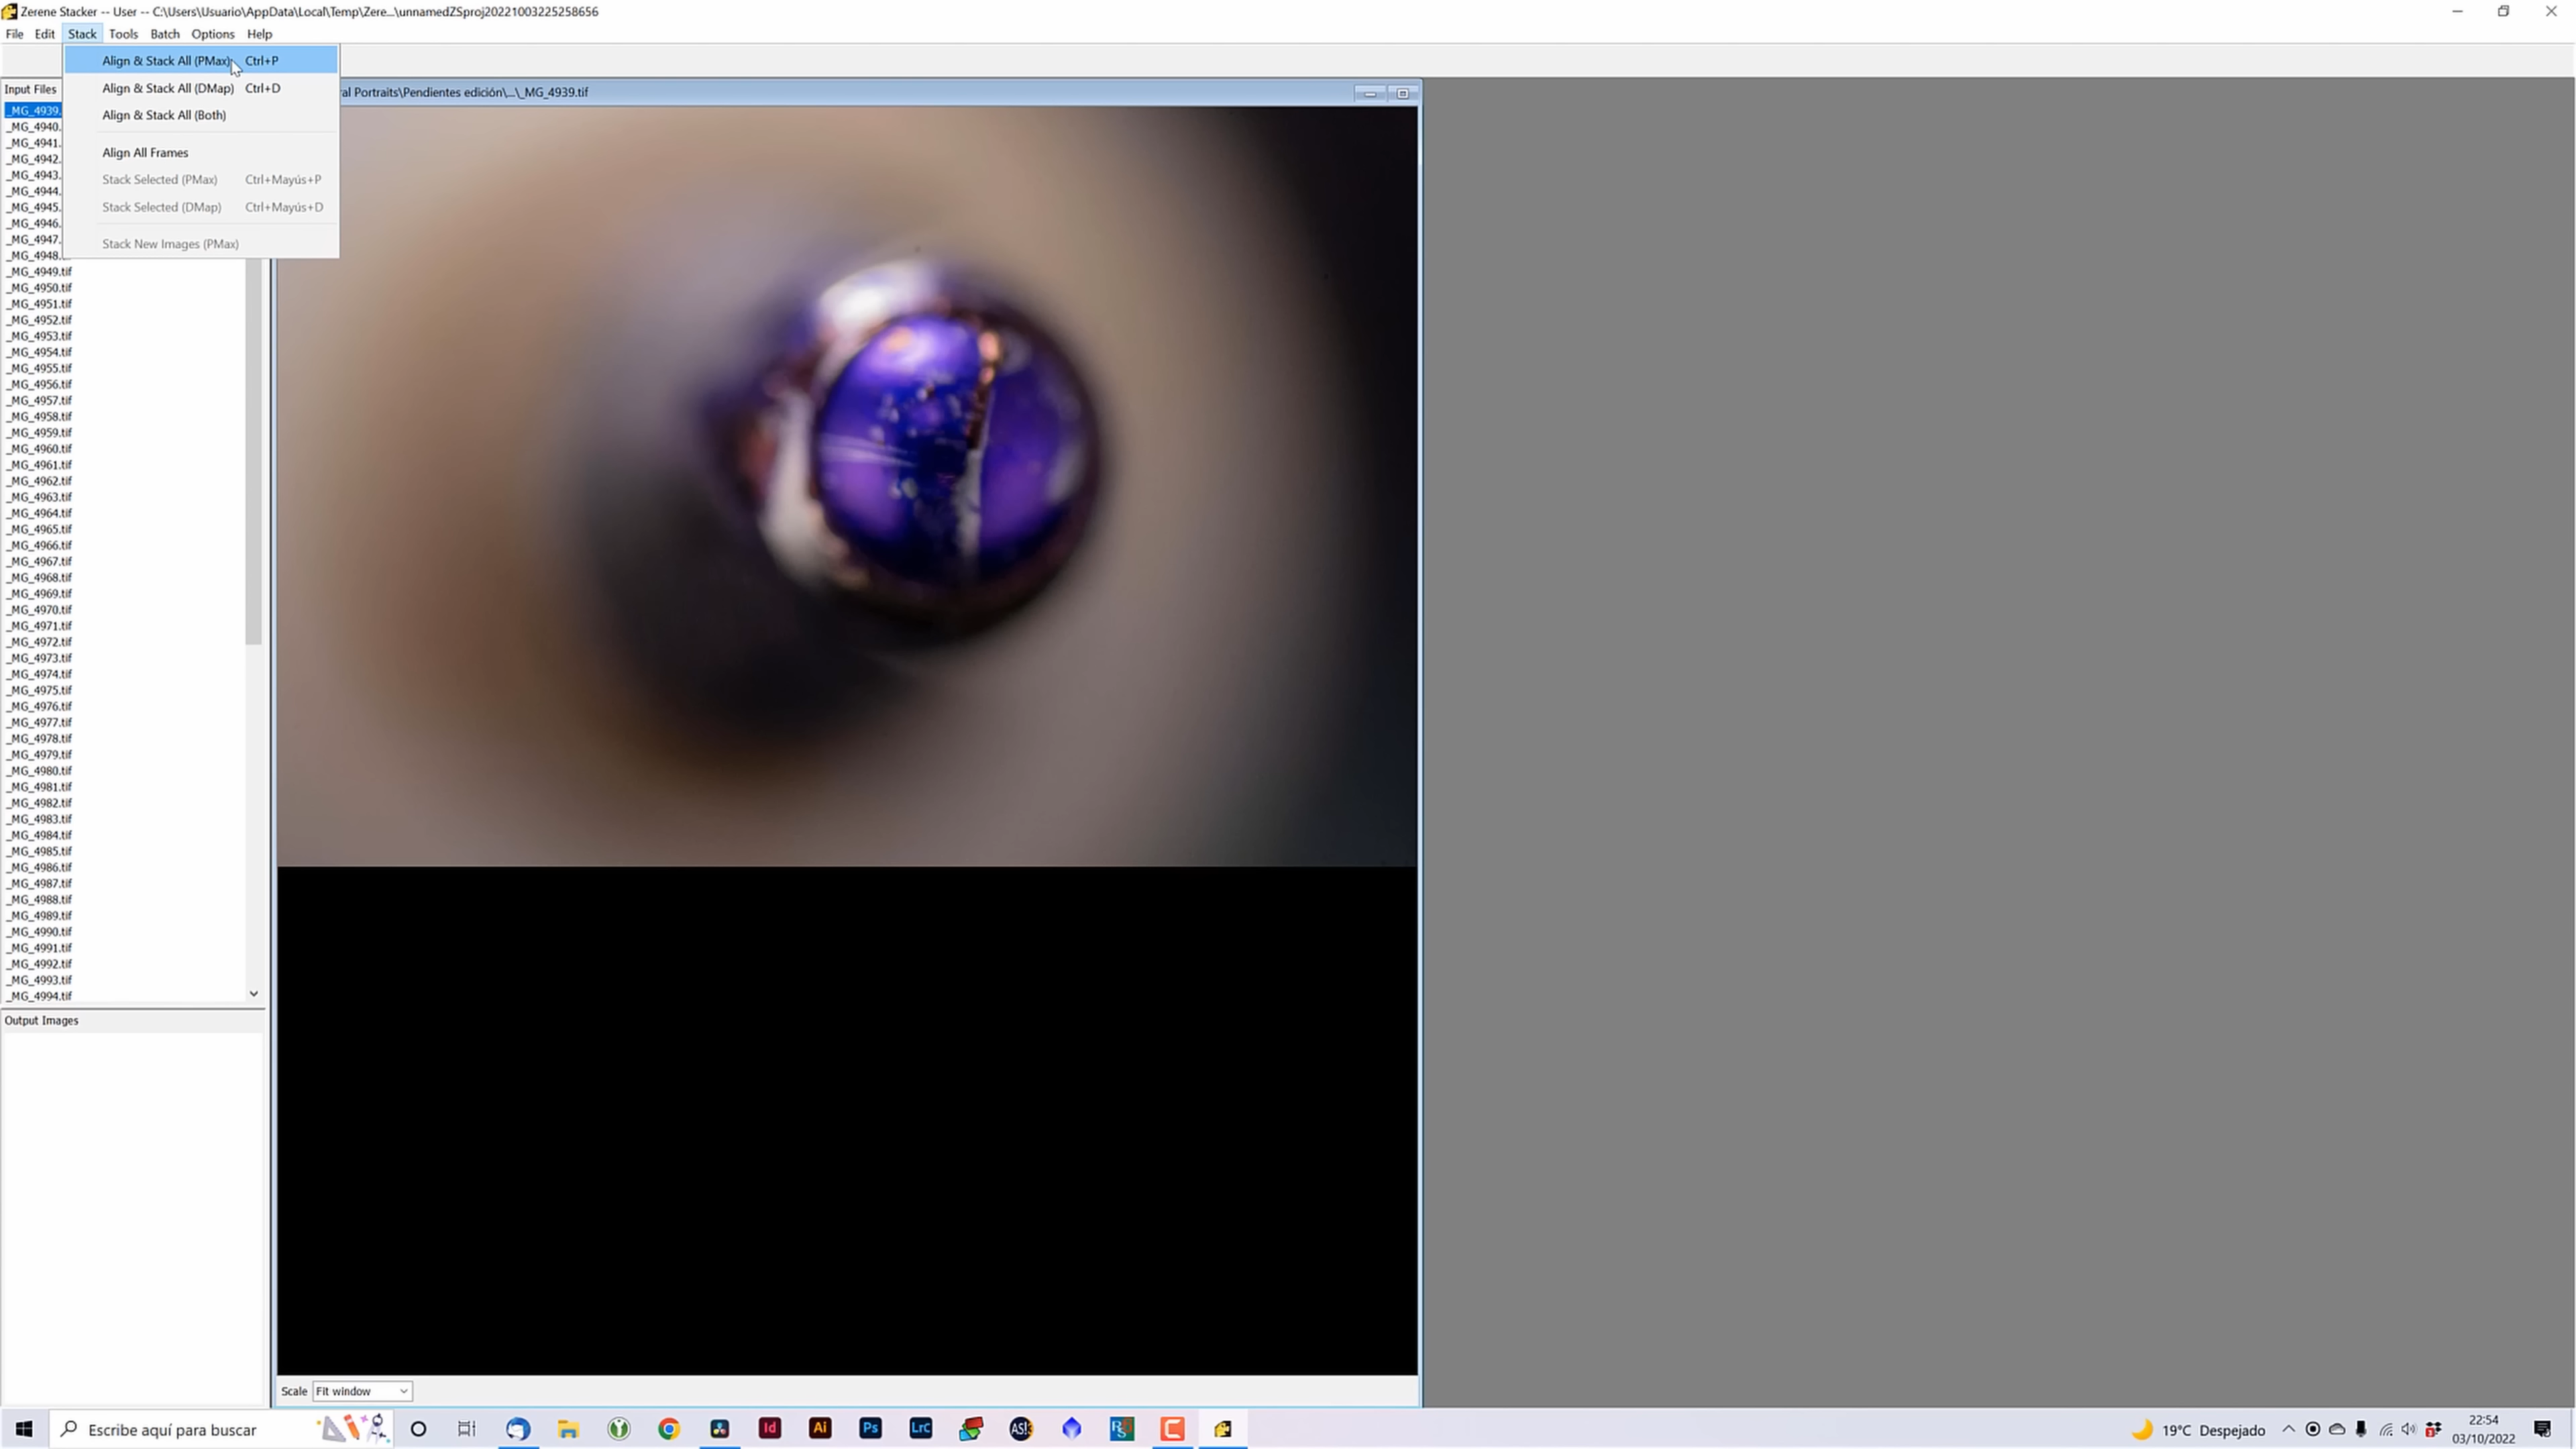 Zerene Stacker -- User -- C:\Users\Usuario\AppData\Local\Temp\Zere...\unnamedZSproj20221003225258656
File Edit Stack Tools Batch Options Help
Align & Stack All (PMax) Ctrl+P
Align & Stack All (DMap) Ctrl+D
Align & Stack All (Both)
Align All Frames
Stack Selected (PMax) Ctrl+Mayús+P
Stack Selected (DMap) Ctrl+Mayús+D
Stack New Images (PMax)
Input Files
_MG_4939.
_MG_4940.
_MG_4941.
_MG_4942.
_MG_4943.
_MG_4944.
_MG_4945.
_MG_4946.
_MG_4947.
_MG_4948.tif
_MG_4949.tif
_MG_4950.tif
_MG_4951.tif
_MG_4952.tif
_MG_4953.tif
_MG_4954.tif
_MG_4955.tif
_MG_4956.tif
_MG_4957.tif
_MG_4958.tif
_MG_4959.tif
_MG_4960.tif
_MG_4961.tif
_MG_4962.tif
_MG_4963.tif
_MG_4964.tif
_MG_4965.tif
_MG_4966.tif
_MG_4967.tif
_MG_4968.tif
_MG_4969.tif
_MG_4970.tif
_MG_4971.tif
_MG_4972.tif
_MG_4973.tif
_MG_4974.tif
_MG_4975.tif
_MG_4976.tif
_MG_4977.tif
_MG_4978.tif
_MG_4979.tif
_MG_4980.tif
_MG_4981.tif
_MG_4982.tif
_MG_4983.tif
_MG_4984.tif
_MG_4985.tif
_MG_4986.tif
_MG_4987.tif
_MG_4988.tif
_MG_4989.tif
_MG_4990.tif
_MG_4991.tif
_MG_4992.tif
_MG_4993.tif
_MG_4994.tif
Output Images
al Portraits\Pendientes edición\...\_MG_4939.tif
Scale Fit window
Escribe aquí para buscar
Id Ai Ps LrC AS!3
19°C Despejado
22:54
03/10/2022